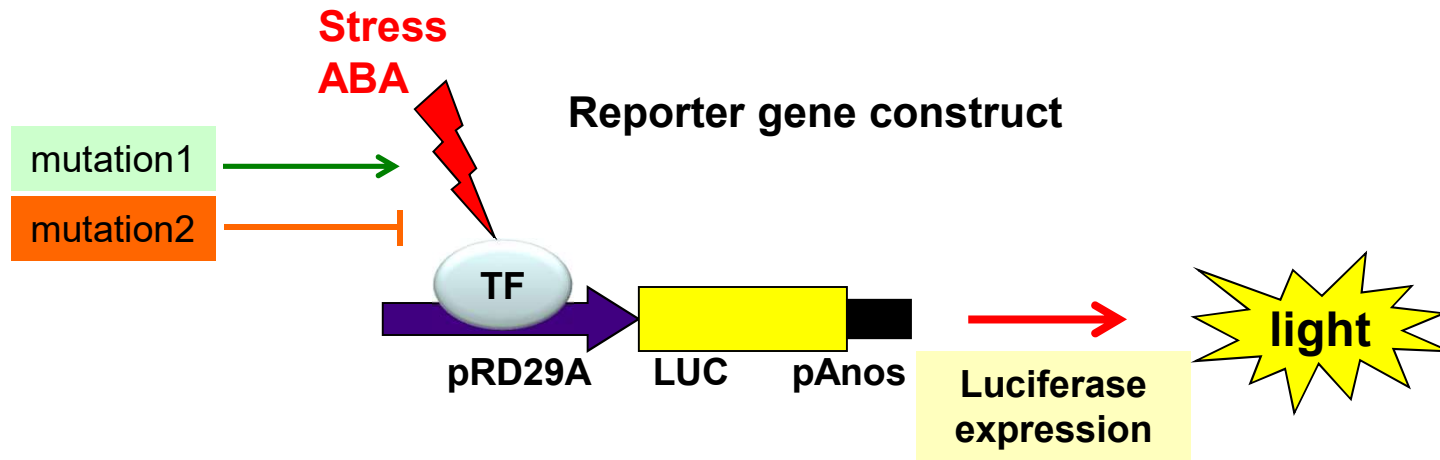 Stress
ABA
Reporter gene construct
mutation1
mutation2
TF
pRD29A
LUC
pAnos
Luciferase
expression
light